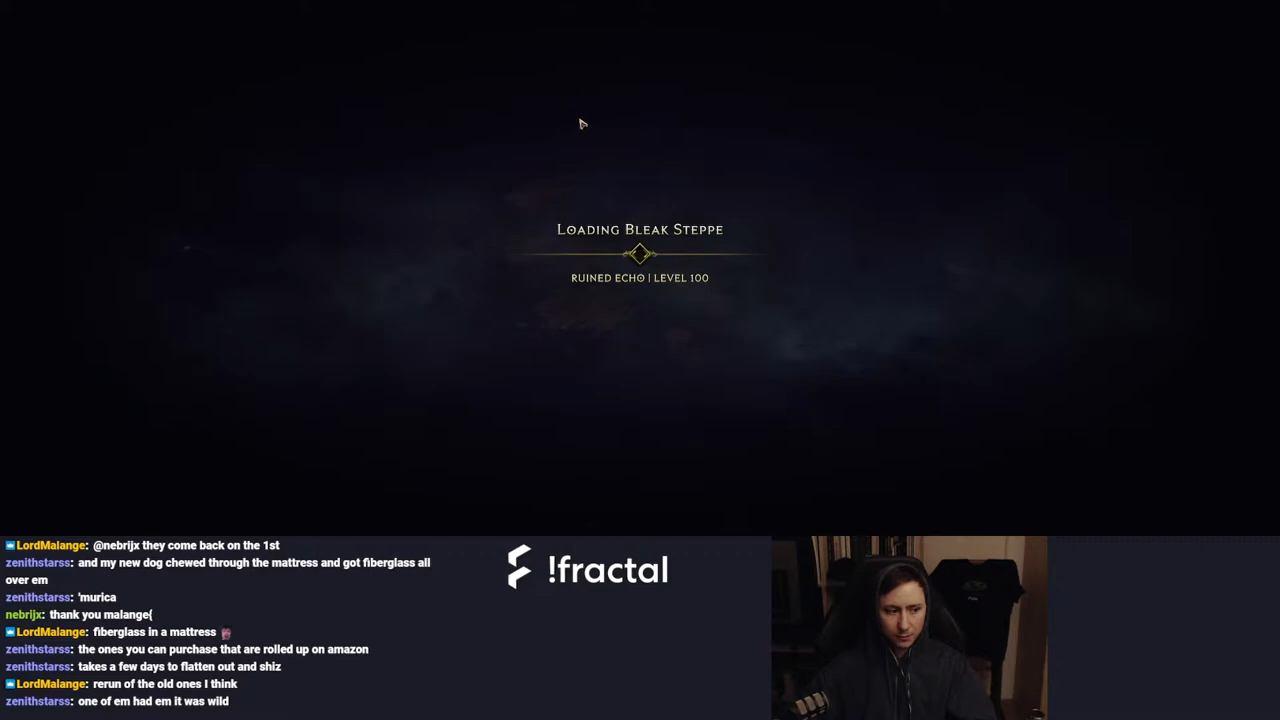 Loading Bleak Steppe
RUINED ECHO | LEVEL 100
LordMalange: @nebrijx they come back on the 1st
zenithstarss: and my new dog chewed through the mattress and got fiberglass all
over em
zenithstarss: 'murica
nebrijx: thank you malange{
LordMalange: fiberglass in a mattress
zenithstarss: the ones you can purchase that are rolled up on amazon
zenithstarss: takes a few days to flatten out and shiz
LordMalange: rerun of the old ones I think
zenithstarss: one of em had em it was wild
!fractal